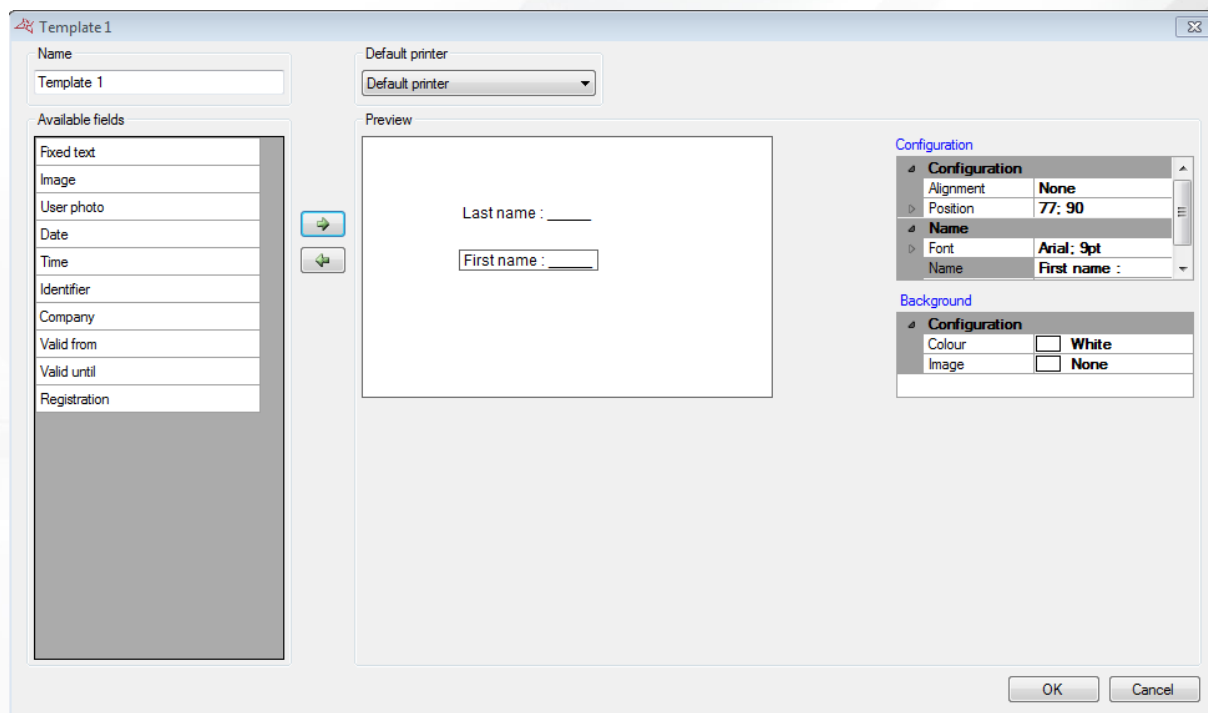 Template 1
Name
Template 1
Default printer
Default printer
Available fields
Fixed text
Image
User photo
Date
Time
Identifier
Company
Valid from
Valid until
Registration
Preview
Last name : _____
First name : _____
Configuration
Configuration
Alignment None
Position 77; 90
Name
Font Arial; 9pt
Name First name :
Background
Configuration
Colour White
Image None
OK Cancel